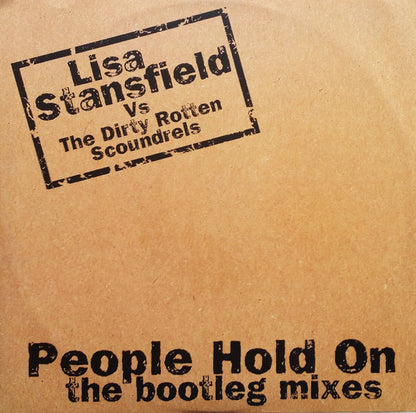 Lisa
Stansfield
Vs
The Dirty Rotten
Scoundrels
People Hold On
the bootleg mixes